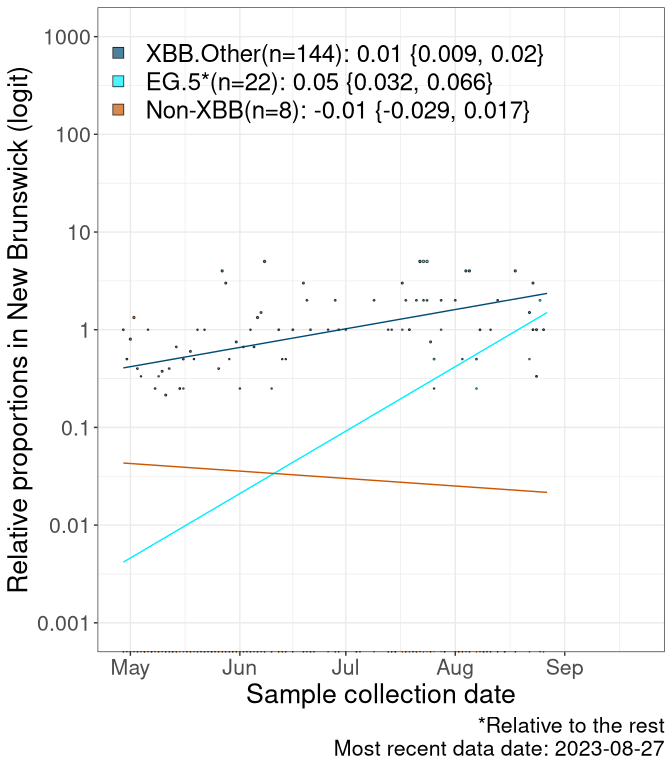 1000
100
10
1
0.1
0.01
0.001
Relative proportions in New Brunswick (logit)
XBB.Other(n=144): 0.01 {0.009, 0.02}
EG.5*(n=22): 0.05 {0.032, 0.066}
Non-XBB(n=8): -0.01 {-0.029, 0.017}
May Jun Jul Aug Sep
Sample collection date
*Relative to the rest
Most recent data date: 2023-08-27